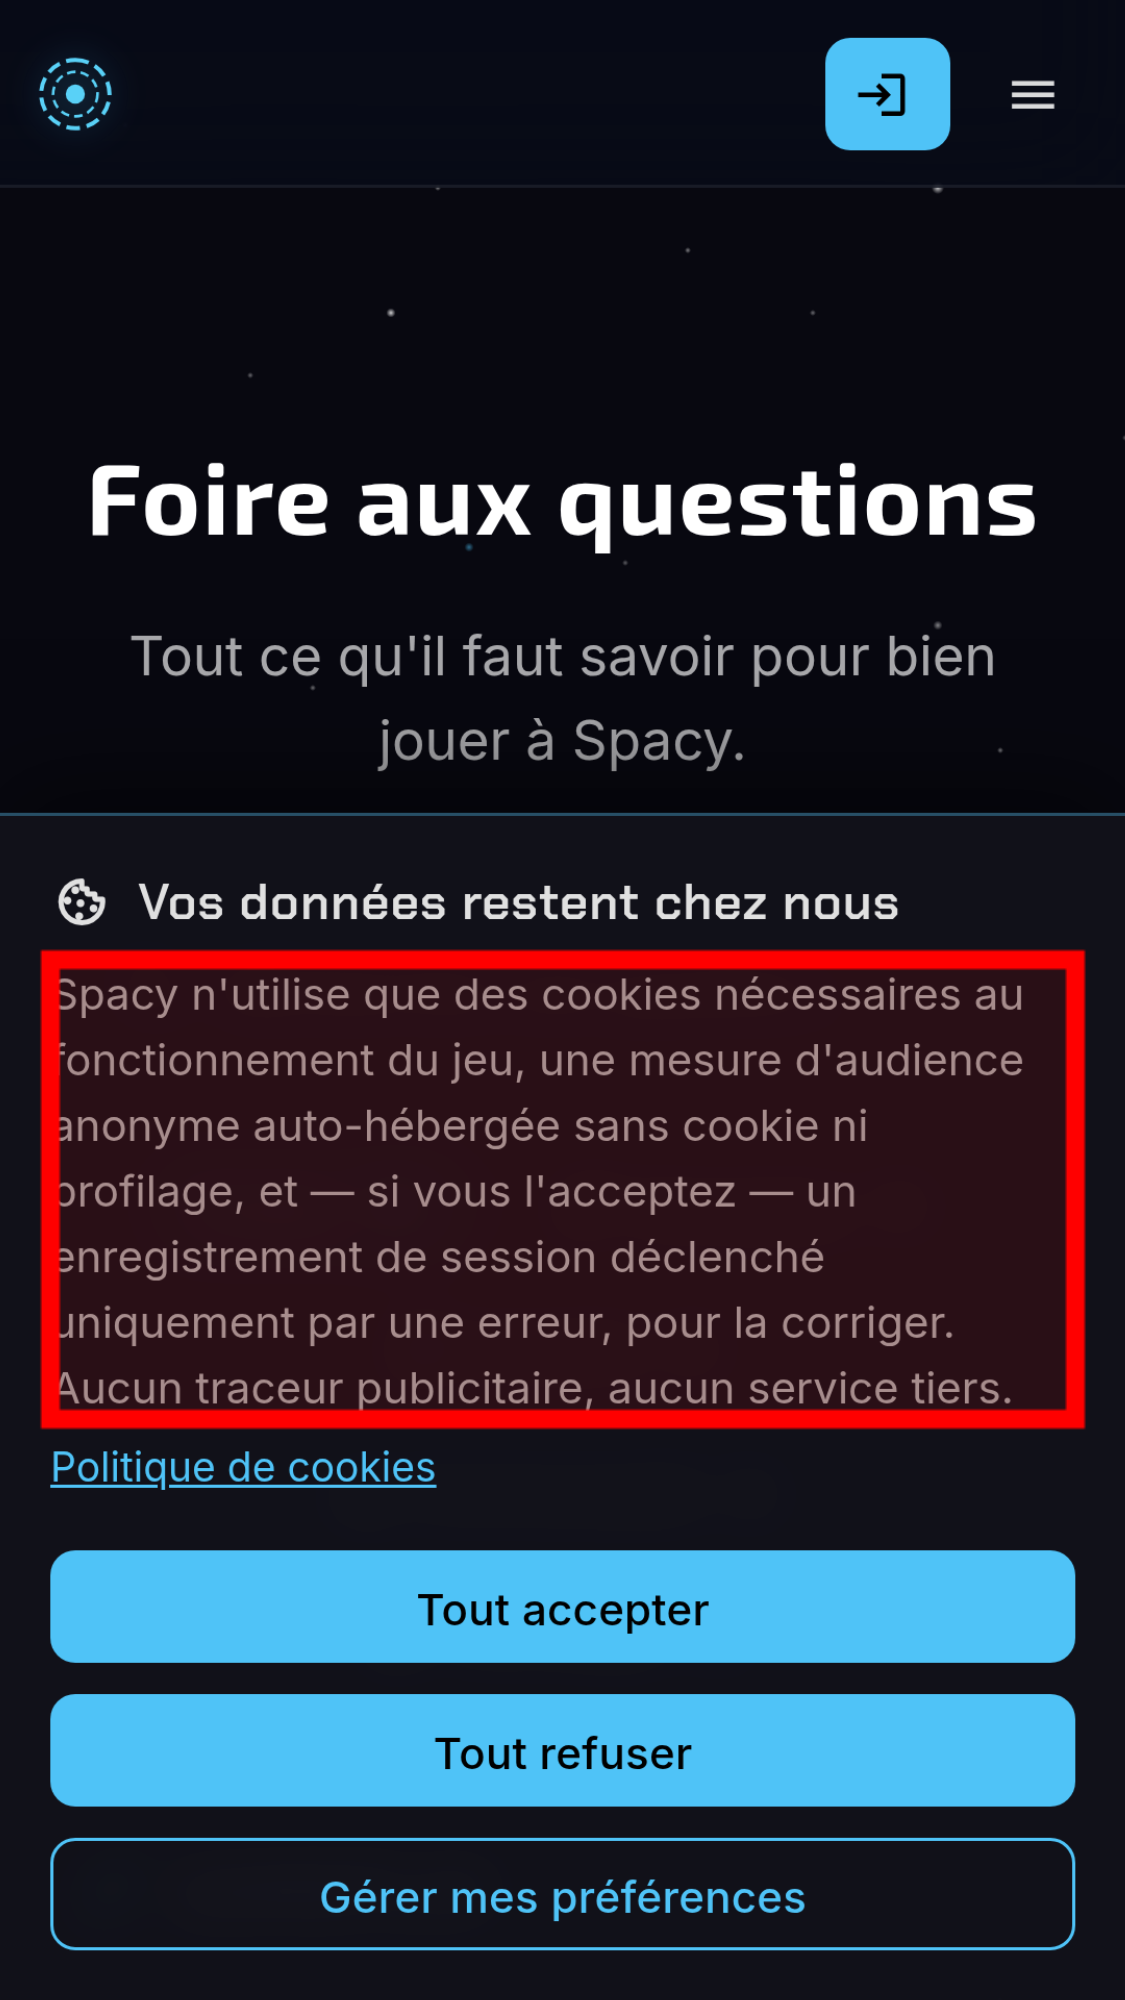 Foire aux questions
Tout ce qu'il faut savoir pour bien
jouer à Spacy.
Vos données restent chez nous
Spacy n'utilise que des cookies nécessaires au
fonctionnement du jeu, une mesure d'audience
anonyme auto-hébergée sans cookie ni
profilage, et — si vous l'acceptez — un
enregistrement de session déclenché
uniquement par une erreur, pour la corriger.
Aucun traceur publicitaire, aucun service tiers.
Politique de cookies
Tout accepter
Tout refuser
Gérer mes préférences